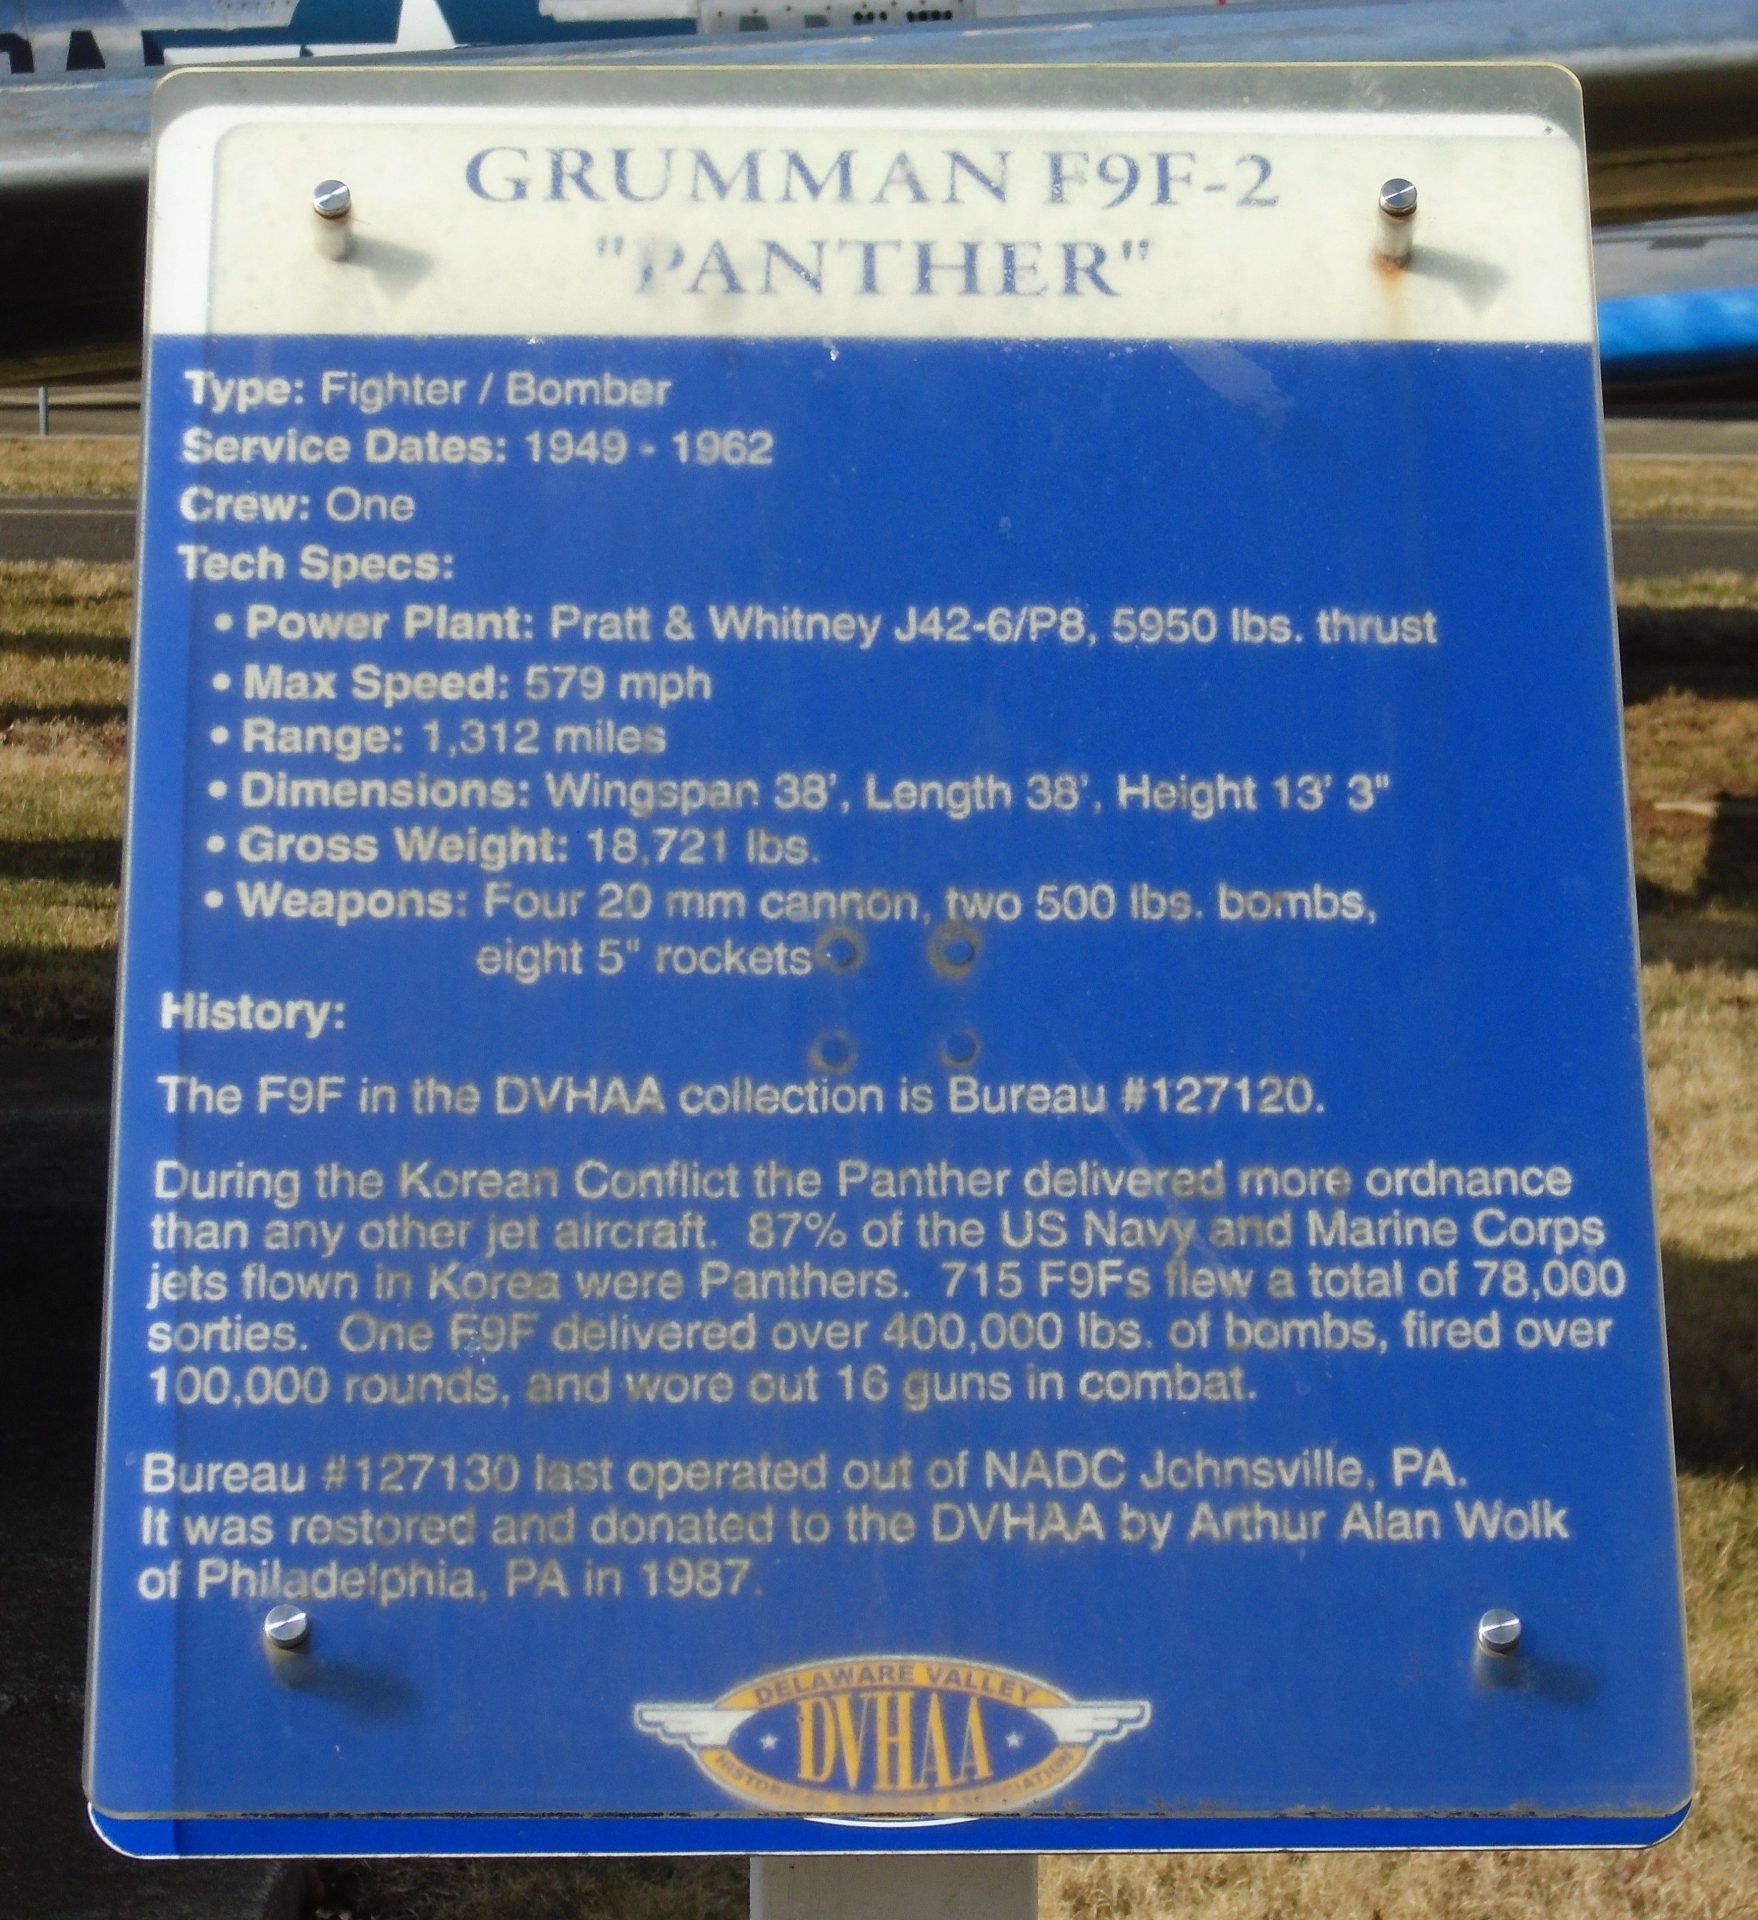 GRUMMAN F9F-2
"PANTHER"
Type: Fighter / Bomber
Service Dates: 1949 - 1962
Crew: One
Tech Specs:
• Power Plant: Pratt & Whitney J42-6/P8, 5950 lbs. thrust
• Max Speed: 579 mph
• Range: 1,312 miles
• Dimensions: Wingspan 38', Length 38', Height 13' 3"
• Gross Weight: 18,721 lbs.
• Weapons: Four 20 mm cannon, two 500 lbs. bombs,
eight 5" rockets
History:
The F9F in the DVHAA collection is Bureau #127120.
During the Korean Conflict the Panther delivered more ordnance
than any other jet aircraft. 87% of the US Navy and Marine Corps
jets flown in Korea were Panthers. 715 F9Fs flew a total of 78,000
sorties. One F9F delivered over 400,000 lbs. of bombs, fired over
100,000 rounds, and wore out 16 guns in combat.
Bureau #127130 last operated out of NADC Johnsville, PA.
It was restored and donated to the DVHAA by Arthur Alan Wolk
of Philadelphia, PA in 1987.
DELAWARE VALLEY
DVHAA
ASSOCIATION